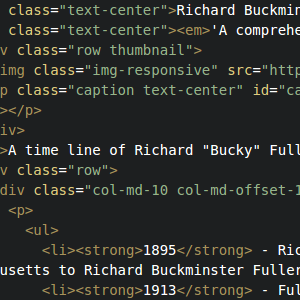 class="text-center">Richard Buckmin
class="text-center"><em>'A comprehe
v class="row thumbnail">
img class="img-responsive" src="http
p class="caption text-center" id="ca
></p>
iv>
>A time line of Richard "Bucky" Full
v class="row">
div class="col-md-10 col-md-offset-1
<p>
<ul>
<li><strong>1895</strong> - Ric
usetts to Richard Buckminster Fuller
<li><strong>1913</strong> - Ful